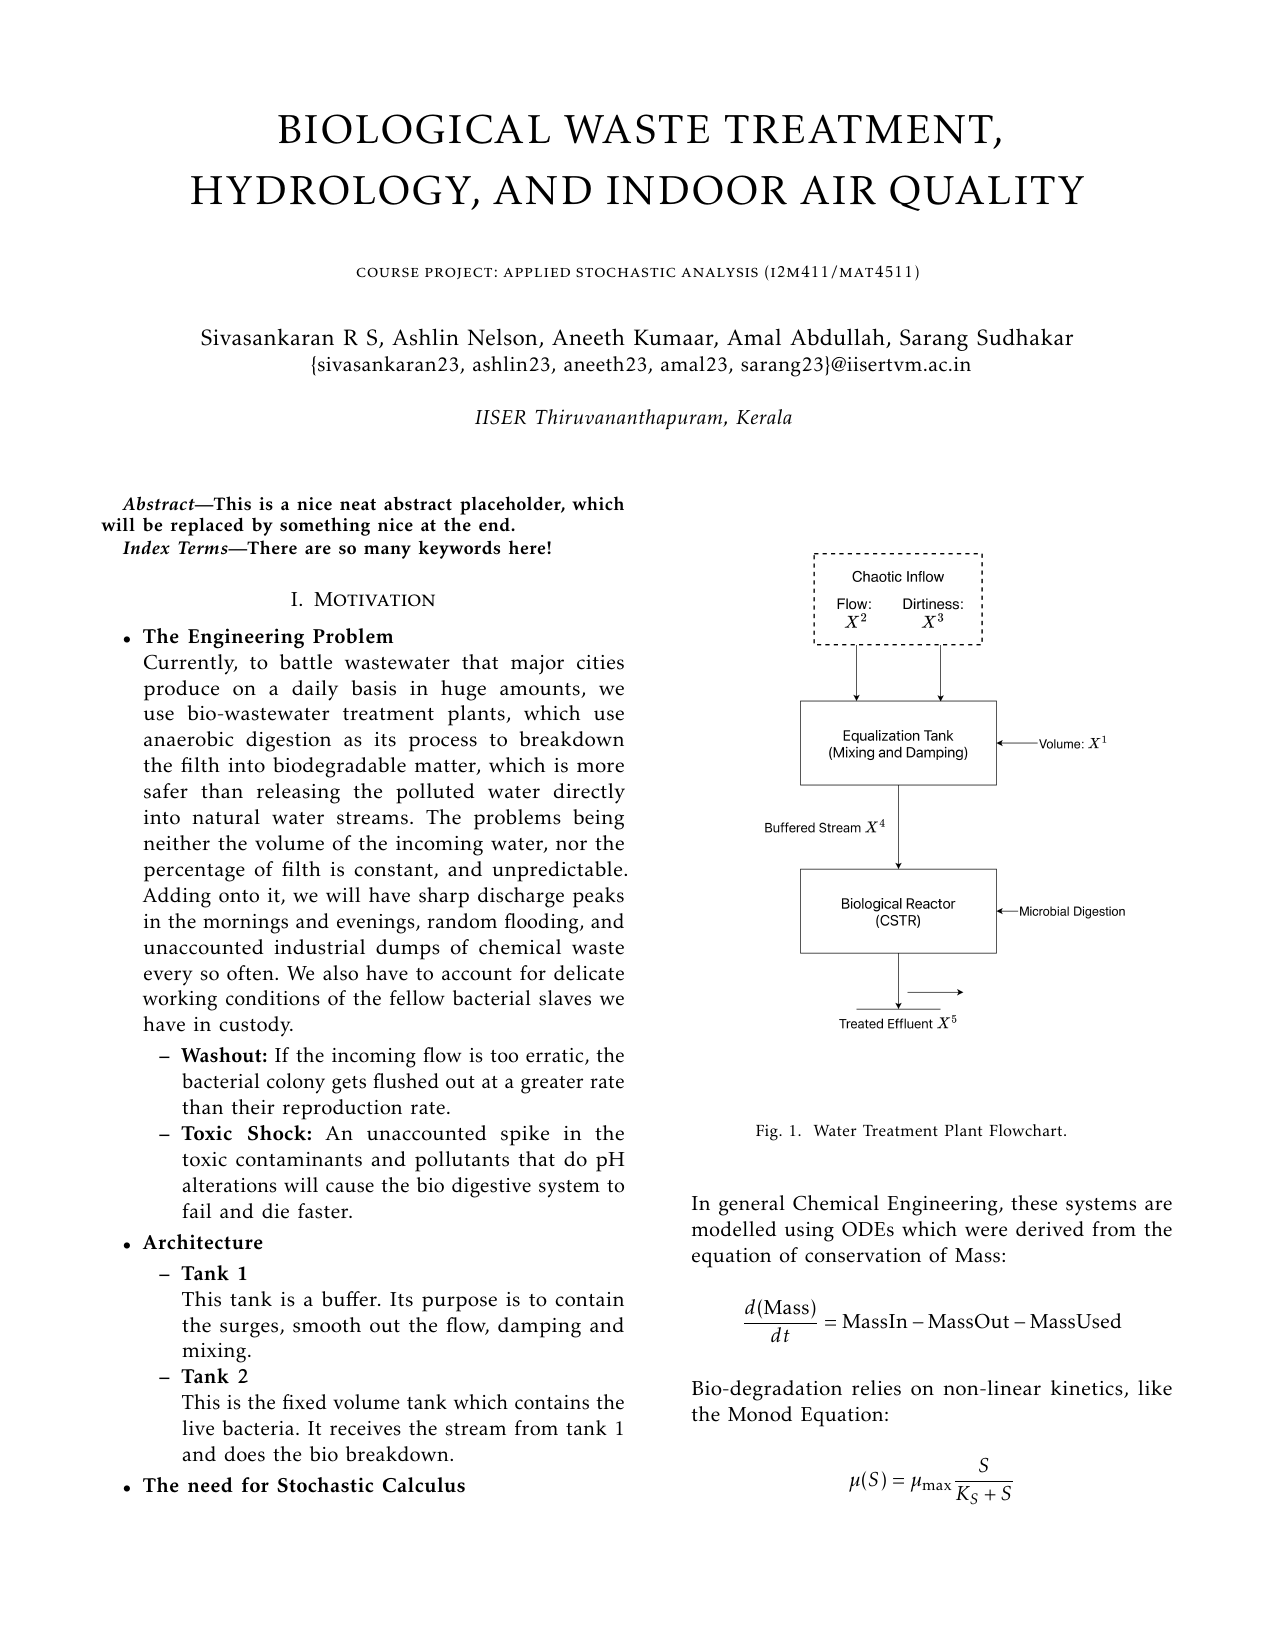 BIOLOGICAL WASTE TREATMENT,
HYDROLOGY, AND INDOOR AIR QUALITY
COURSE PROJECT: APPLIED STOCHASTIC ANALYSIS (I2M411/MAT4511)
Sivasankaran R S, Ashlin Nelson, Aneeth Kumaar, Amal Abdullah, Sarang Sudhakar
{sivasankaran23, ashlin23, aneeth23, amal23, sarang23}@iisertvm.ac.in
IISER Thiruvananthapuram, Kerala
Abstract—This is a nice neat abstract placeholder, which
will be replaced by something nice at the end.
Index Terms—There are so many keywords here!
I. MOTIVATION
• The Engineering Problem
Currently, to battle wastewater that major cities
produce on a daily basis in huge amounts, we
use bio-wastewater treatment plants, which use
anaerobic digestion as its process to breakdown
the filth into biodegradable matter, which is more
safer than releasing the polluted water directly
into natural water streams. The problems being
neither the volume of the incoming water, nor the
percentage of filth is constant, and unpredictable.
Adding onto it, we will have sharp discharge peaks
in the mornings and evenings, random flooding, and
unaccounted industrial dumps of chemical waste
every so often. We also have to account for delicate
working conditions of the fellow bacterial slaves we
have in custody.
– Washout: If the incoming flow is too erratic, the
bacterial colony gets flushed out at a greater rate
than their reproduction rate.
– Toxic Shock: An unaccounted spike in the
toxic contaminants and pollutants that do pH
alterations will cause the bio digestive system to
fail and die faster.
• Architecture
– Tank 1
This tank is a buffer. Its purpose is to contain
the surges, smooth out the flow, damping and
mixing.
– Tank 2
This is the fixed volume tank which contains the
live bacteria. It receives the stream from tank 1
and does the bio breakdown.
• The need for Stochastic Calculus
Chaotic Inflow
Flow: Dirtiness:
X² X³
Equalization Tank
(Mixing and Damping)
Volume: X¹
Buffered Stream X⁴
Biological Reactor
(CSTR)
Microbial Digestion
Treated Effluent X⁵
Fig. 1. Water Treatment Plant Flowchart.
In general Chemical Engineering, these systems are
modelled using ODEs which were derived from the
equation of conservation of Mass:
d(Mass)/dt = MassIn – MassOut – MassUsed
Bio-degradation relies on non-linear kinetics, like
the Monod Equation:
μ(S) = μmax S/(K_S + S)